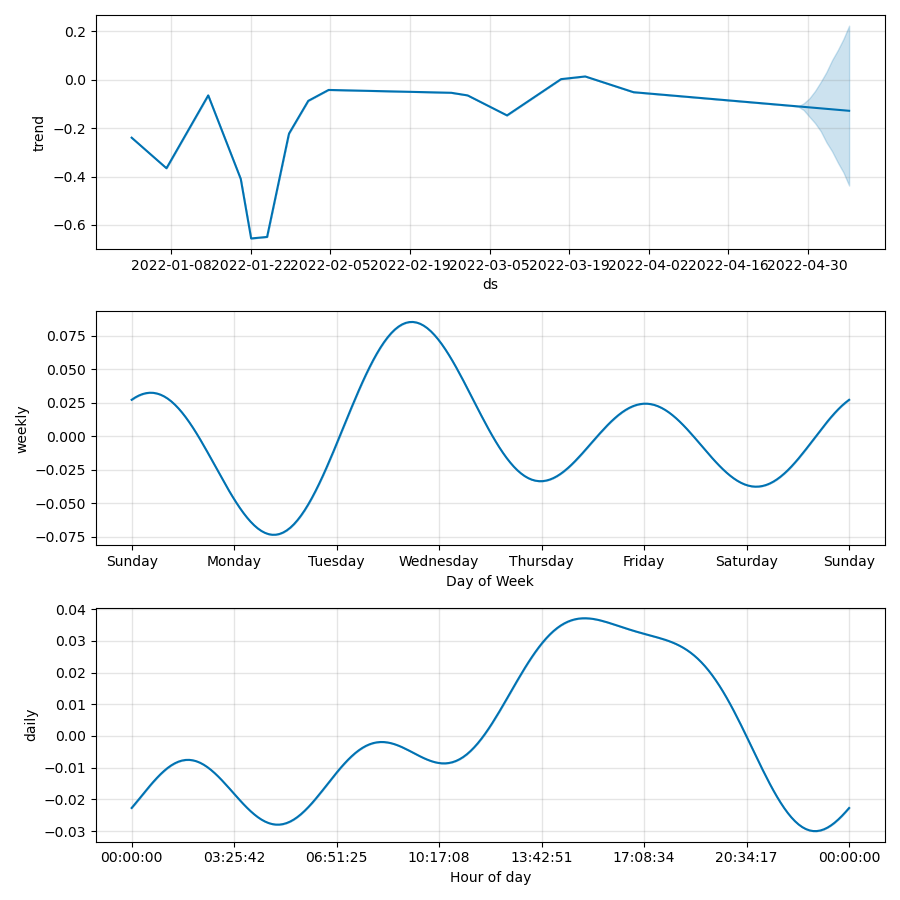 0.2
0.0
−0.2
−0.4
−0.6
trend
2022-01-08 2022-01-22 2022-02-05 2022-02-19 2022-03-05 2022-03-19 2022-04-02 2022-04-16 2022-04-30
ds
0.075
0.050
0.025
0.000
−0.025
−0.050
−0.075
weekly
Sunday Monday Tuesday Wednesday Thursday Friday Saturday Sunday
Day of Week
0.04
0.03
0.02
0.01
0.00
−0.01
−0.02
−0.03
daily
00:00:00 03:25:42 06:51:25 10:17:08 13:42:51 17:08:34 20:34:17 00:00:00
Hour of day